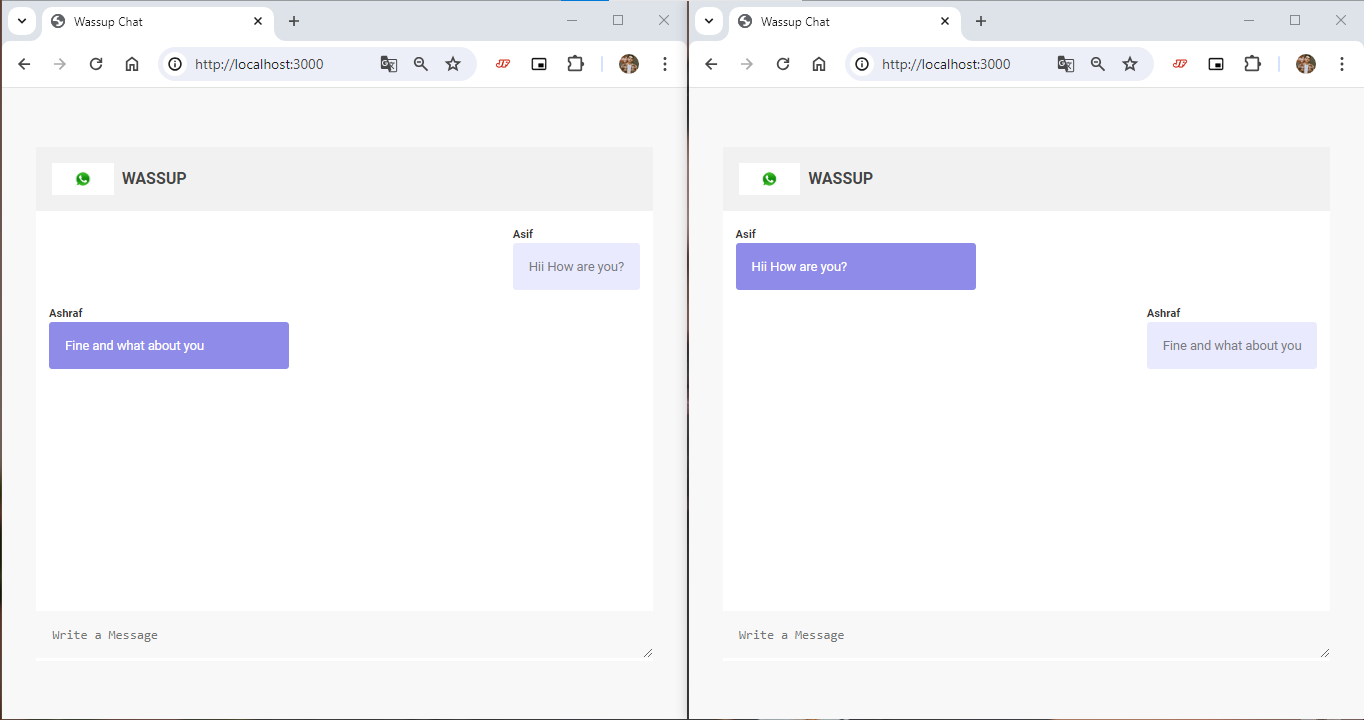 Wassup Chat
http://localhost:3000
WASSUP
Asif
Hii How are you?
Ashraf
Fine and what about you
Write a Message
Wassup Chat
http://localhost:3000
WASSUP
Asif
Hii How are you?
Ashraf
Fine and what about you
Write a Message